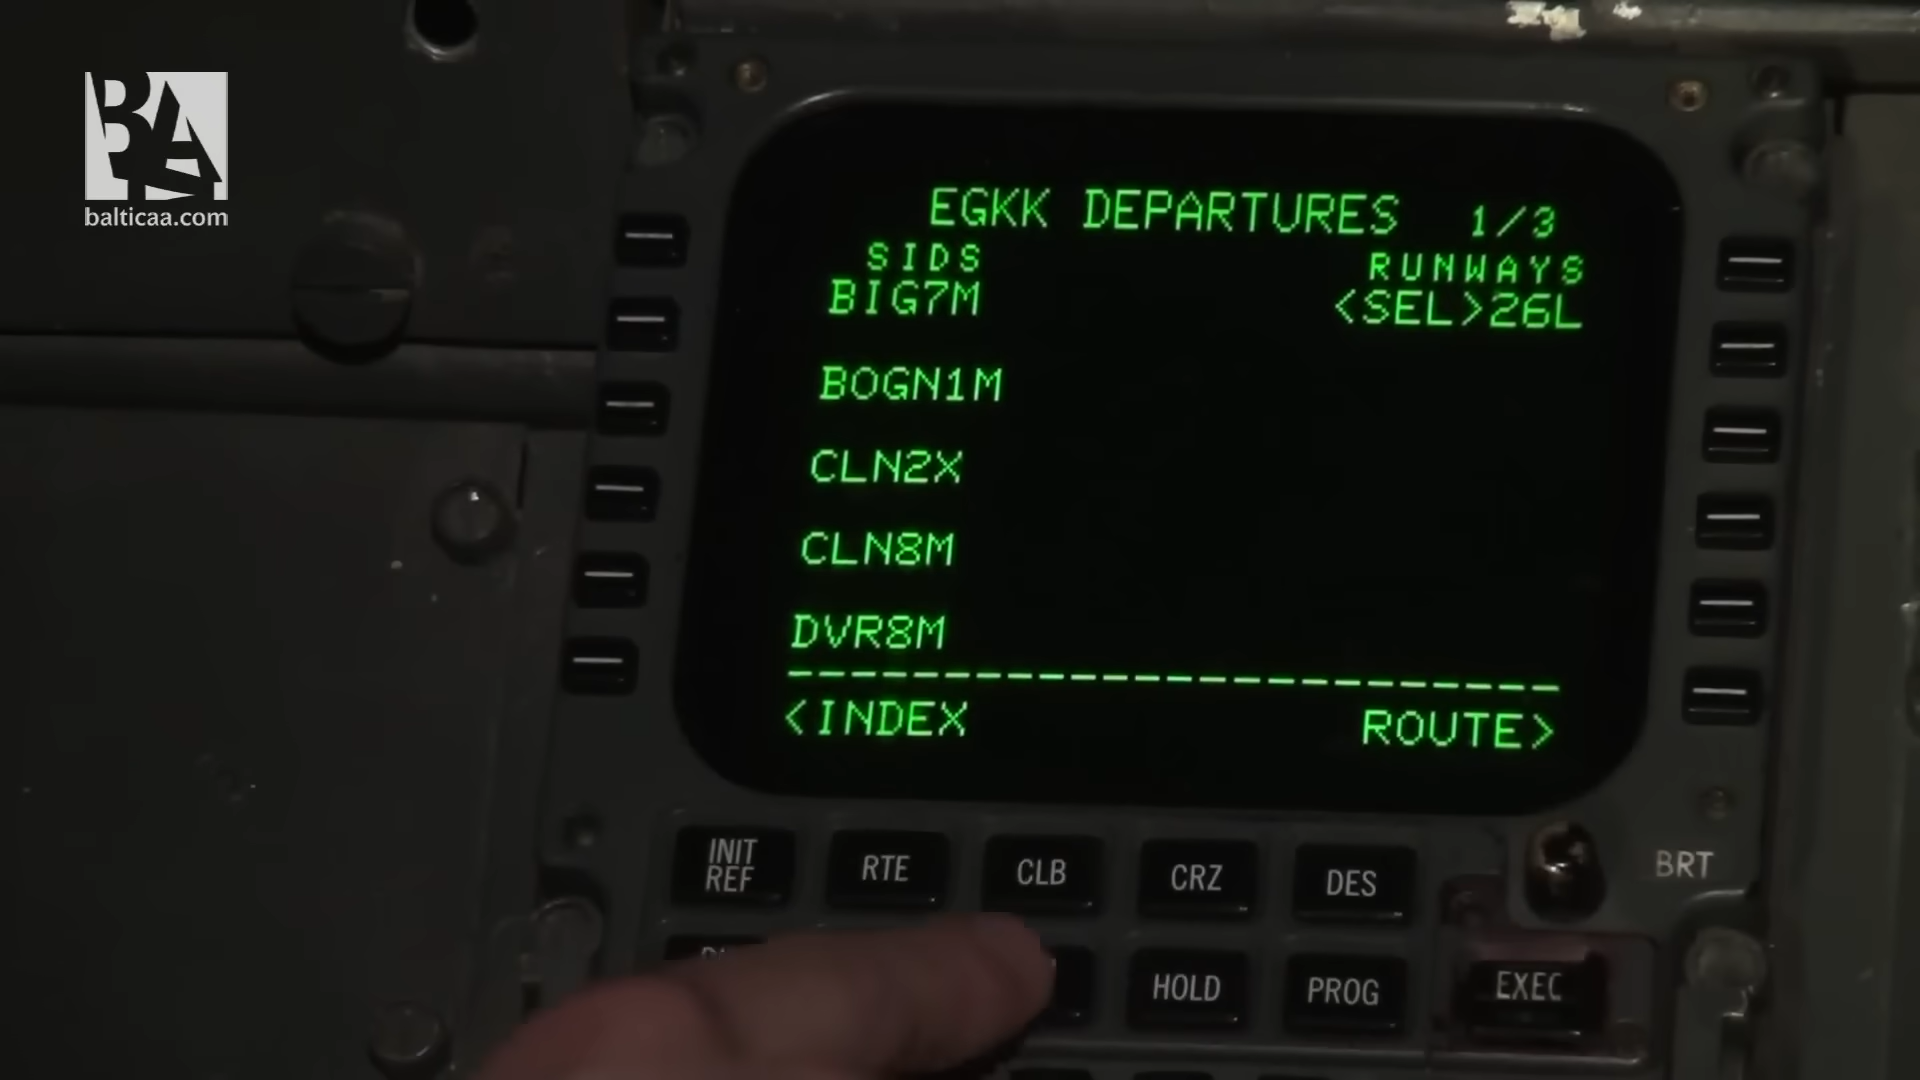 BAA
balticaa.com
EGKK DEPARTURES 1/3
SIDS RUNWAYS
BIG7M <SEL>26L
BOGN1M
CLN2X
CLN8M
DVR8M
------------------------
<INDEX ROUTE>
INIT REF RTE CLB CRZ DES BRT
HOLD PROG EXEC